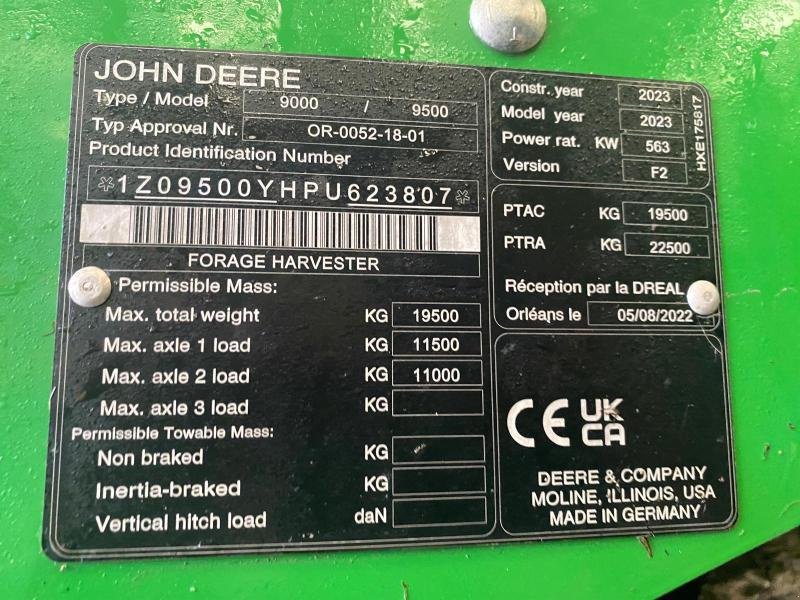 JOHN DEERE
Type / Model 9000 / 9500
Typ Approval Nr. OR-0052-18-01
Product Identification Number
*1Z09500YHPU623807*
FORAGE HARVESTER
Permissible Mass:
Max. total weight KG 19500
Max. axle 1 load KG 11500
Max. axle 2 load KG 11000
Max. axle 3 load KG
Permissible Towable Mass:
Non braked KG
Inertia-braked KG
Vertical hitch load daN
Constr. year 2023
Model year 2023
Power rat. KW 563
Version F2
HXE175817
PTAC KG 19500
PTRA KG 22500
Réception par la DREAL
Orléans le 05/08/2022
CE UK
CA
DEERE & COMPANY
MOLINE, ILLINOIS, USA
MADE IN GERMANY